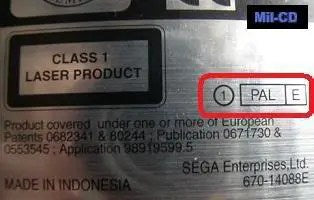 Mil-CD
CLASS 1
LASER PRODUCT
1 PAL E
Product covered under one or more of European
Patents 0682341 & 80244 ; Publication 0671730 &
0553545 ; Application 98919599.5
SEGA Enterprises,Ltd.
MADE IN INDONESIA 670-14088E